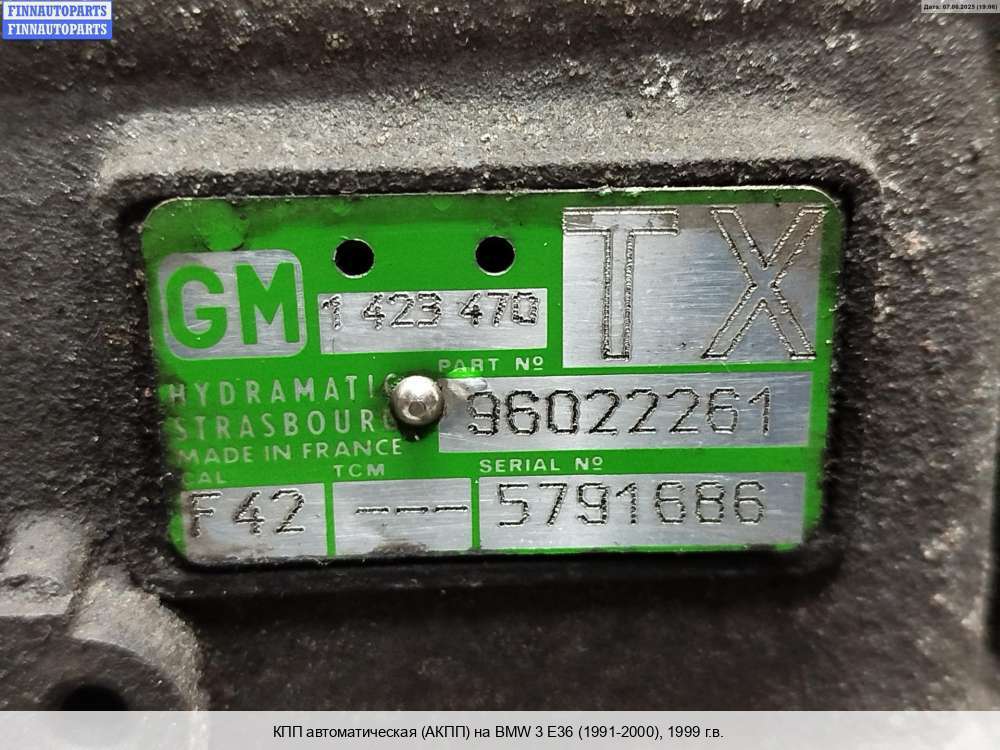 FINNAUTOPARTS
FINNAUTOPARTS
Дата: 07.06.2025 (19:06)
GM
1 423 470
TX
PART Nº
HYDRAMATIC
96022261
STRASBOURG
MADE IN FRANCE
CAL
TCM
SERIAL Nº
F42
---
5791686
КПП автоматическая (АКПП) на BMW 3 E36 (1991-2000), 1999 г.в.